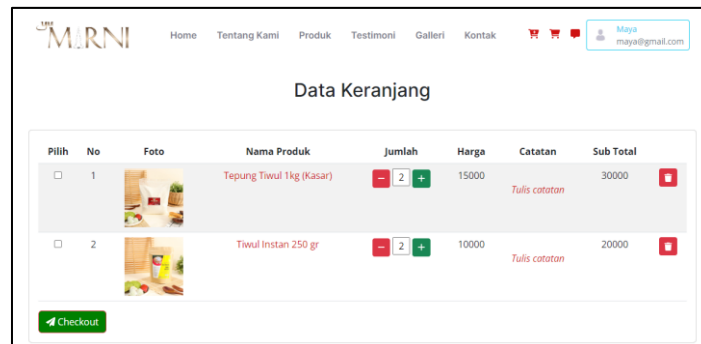 MARNI
Home Tentang Kami Produk Testimoni Galleri Kontak
Maya
maya@gmail.com
Data Keranjang
Pilih No Foto Nama Produk Jumlah Harga Catatan Sub Total
1 Tepung Tiwul 1kg (Kasar) − 2 + 15000 Tulis catatan 30000
2 Tiwul Instan 250 gr − 2 + 10000 Tulis catatan 20000
Checkout